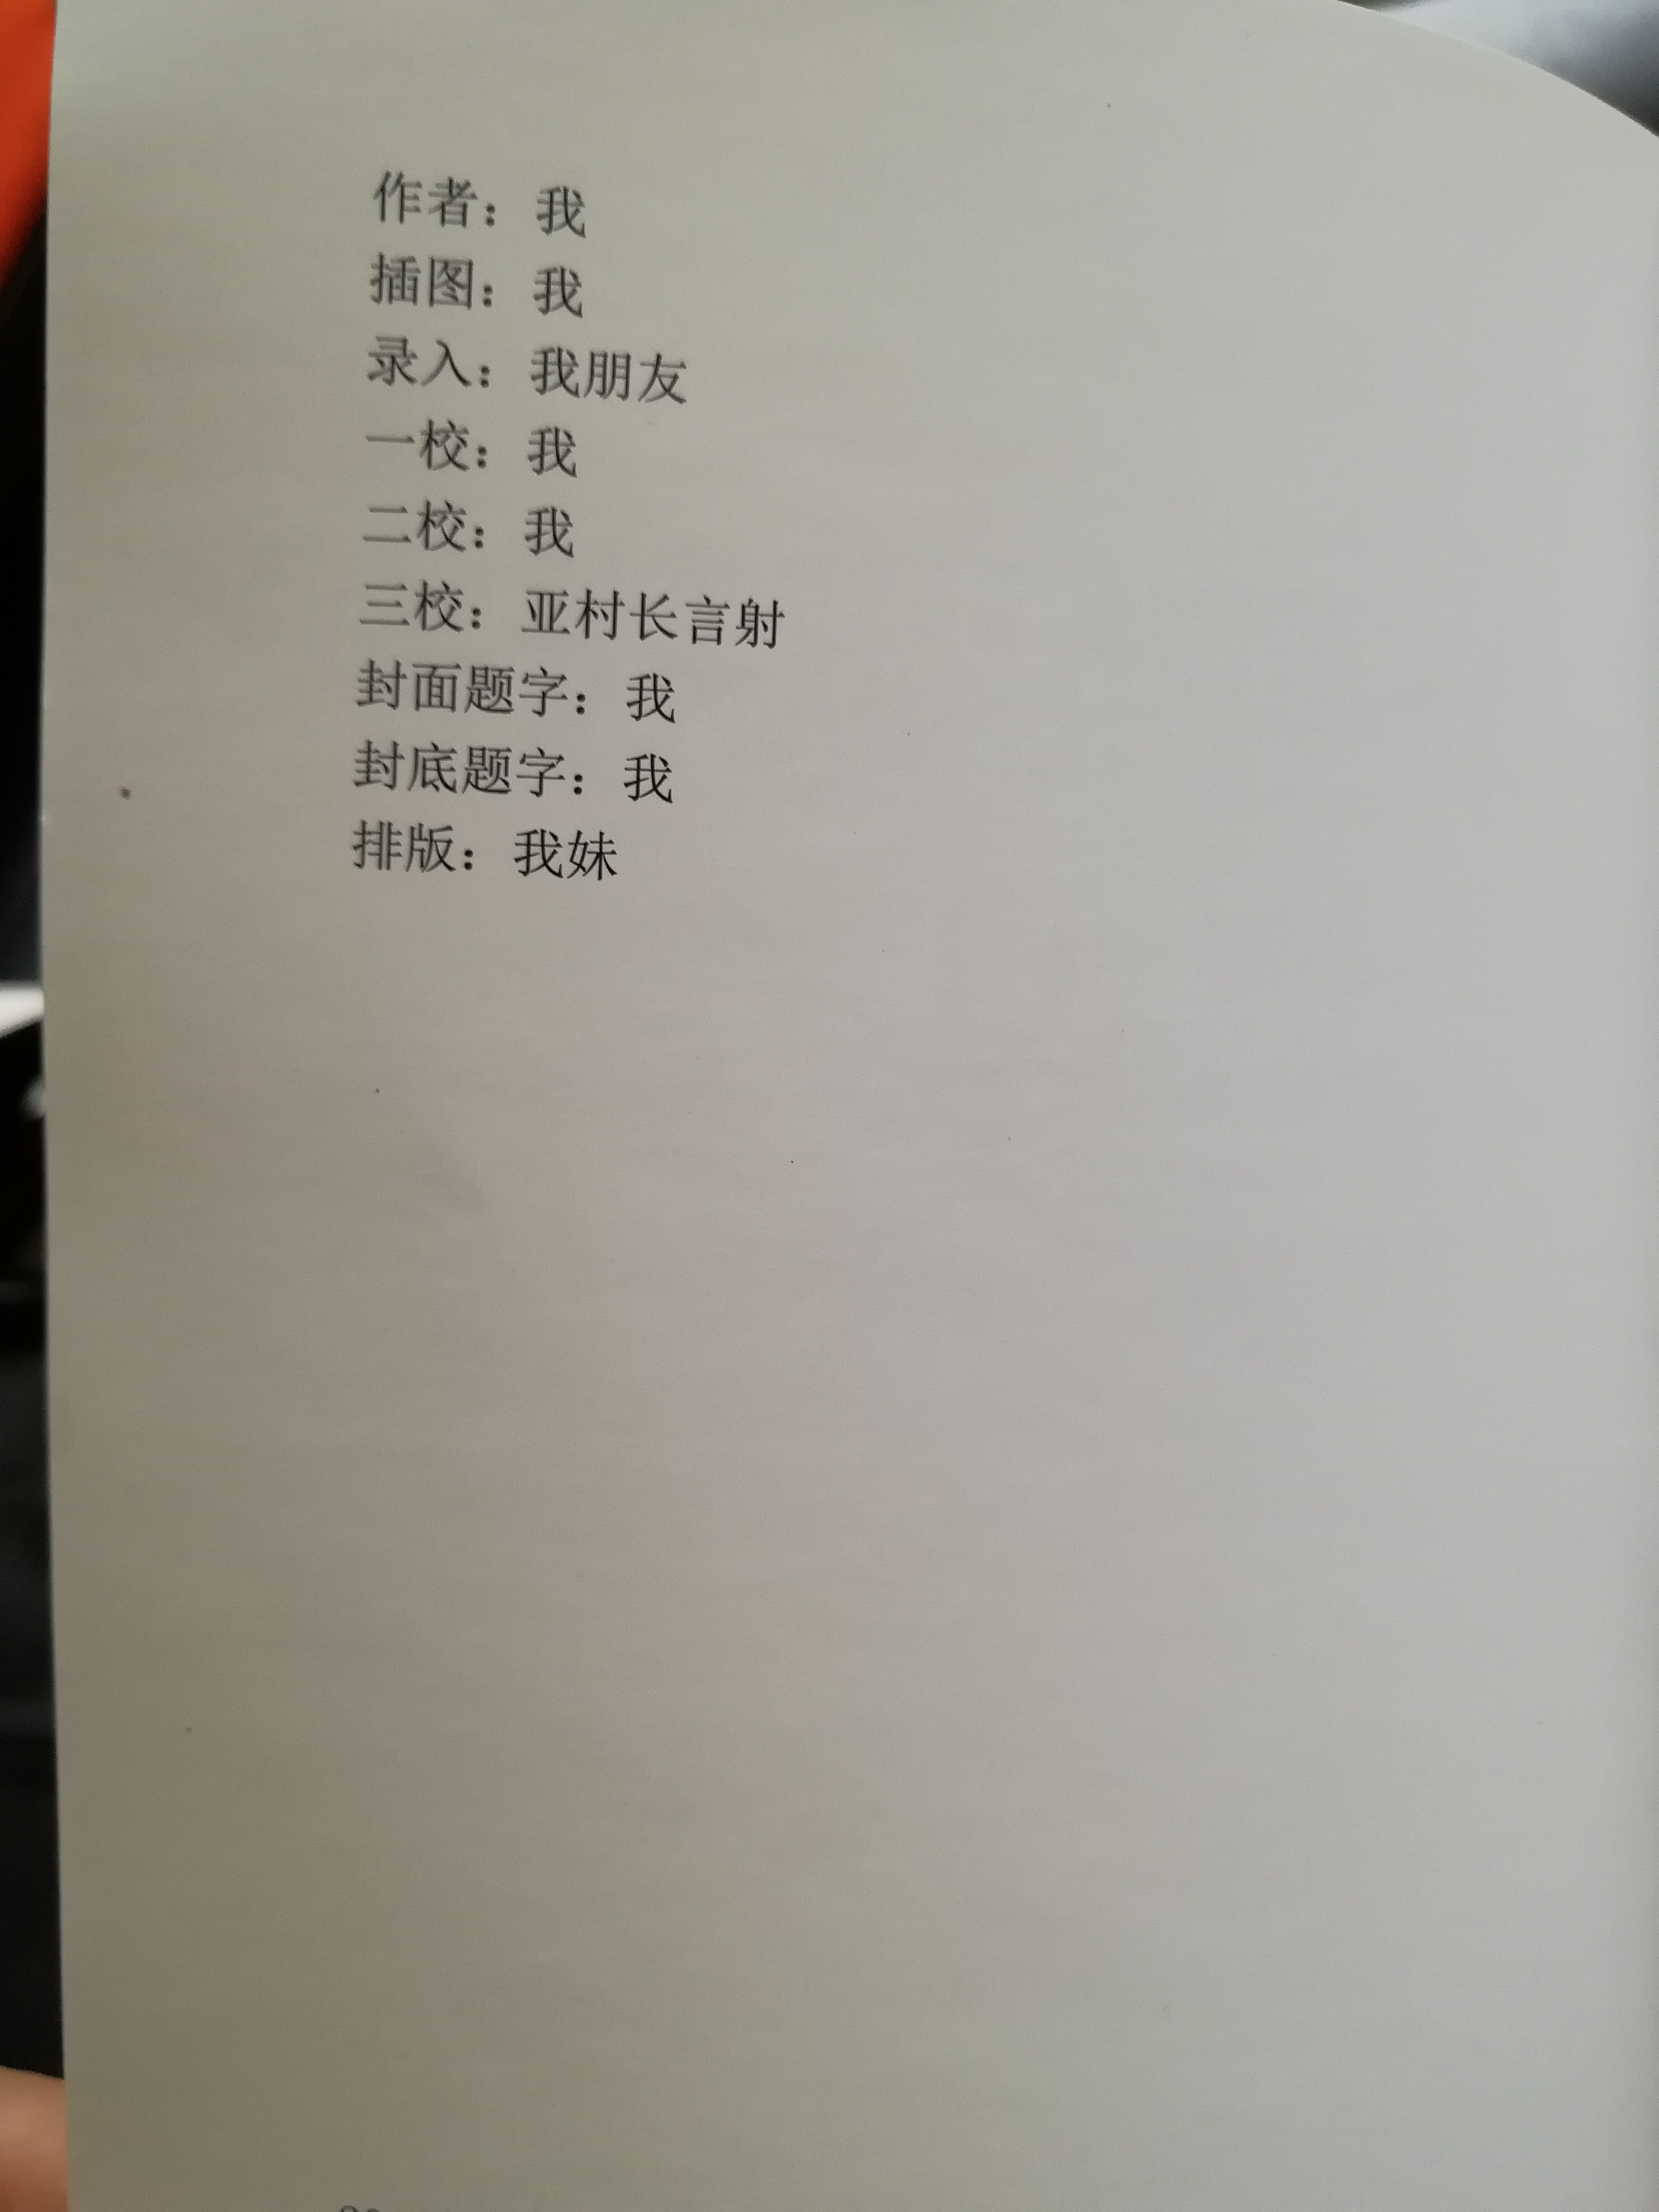 作者：我
插图：我
录入：我朋友
一校：我
二校：我
三校：亚村长言射
封面题字：我
封底题字：我
排版：我妹